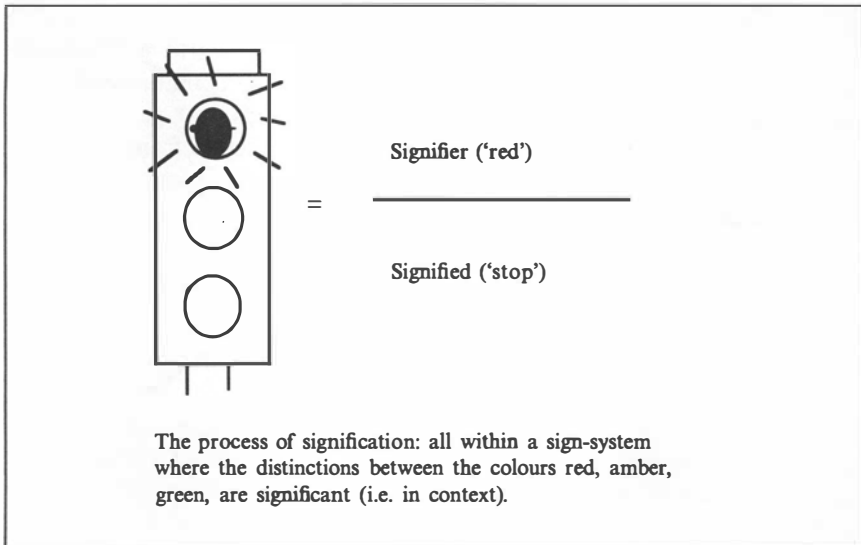 =
Signifier (‘red’)
Signified (‘stop’)
The process of signification: all within a sign-system
where the distinctions between the colours red, amber,
green, are significant (i.e. in context).